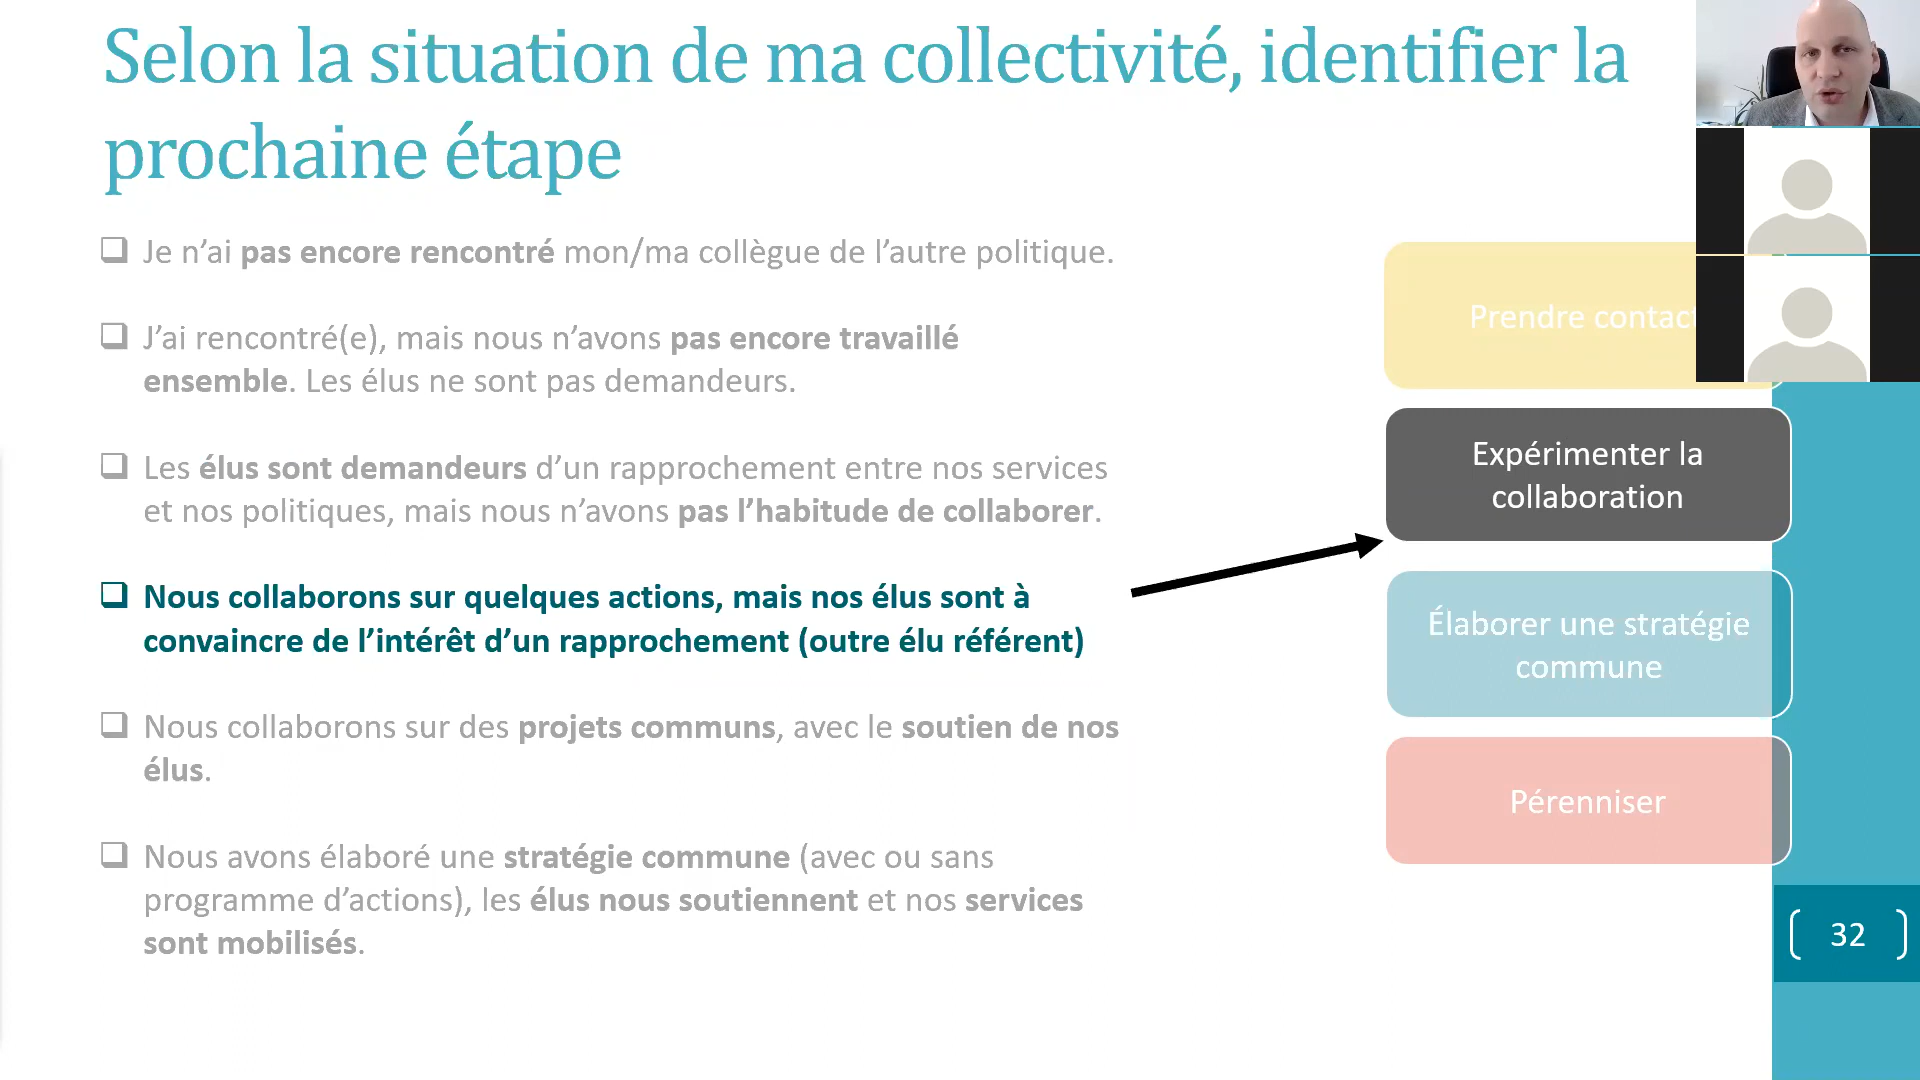 Selon la situation de ma collectivité, identifier la
prochaine étape
Je n’ai pas encore rencontré mon/ma collègue de l’autre politique.
J’ai rencontré(e), mais nous n’avons pas encore travaillé
ensemble. Les élus ne sont pas demandeurs.
Les élus sont demandeurs d’un rapprochement entre nos services
et nos politiques, mais nous n’avons pas l’habitude de collaborer.
Nous collaborons sur quelques actions, mais nos élus sont à
convaincre de l’intérêt d’un rapprochement (outre élu référent)
Nous collaborons sur des projets communs, avec le soutien de nos
élus.
Nous avons élaboré une stratégie commune (avec ou sans
programme d’actions), les élus nous soutiennent et nos services
sont mobilisés.
Prendre contact
Expérimenter la
collaboration
Élaborer une stratégie
commune
Pérenniser
32